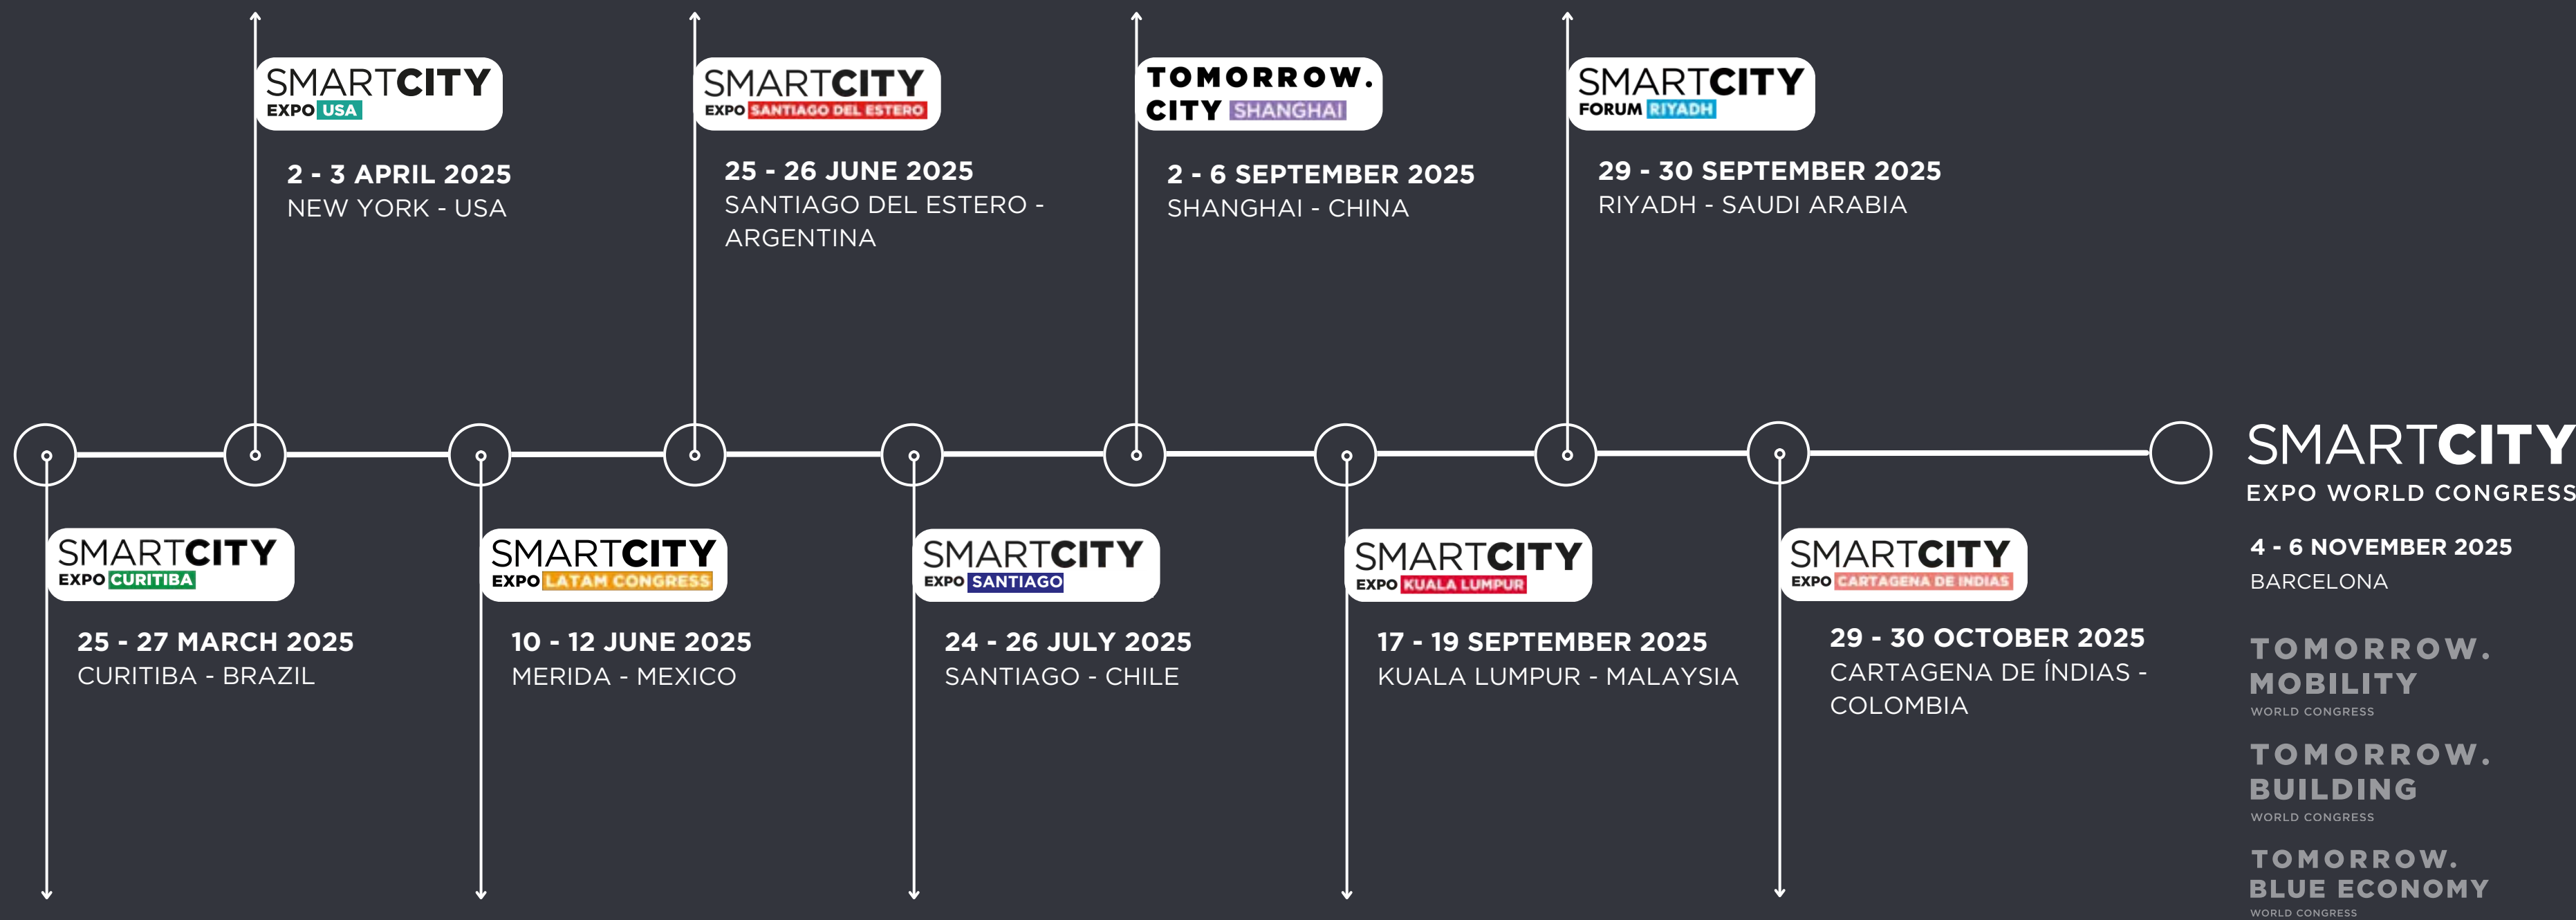 SMARTCITY
EXPO USA
2 - 3 APRIL 2025
NEW YORK - USA
SMARTCITY
EXPO SANTIAGO DEL ESTERO
25 - 26 JUNE 2025
SANTIAGO DEL ESTERO -
ARGENTINA
TOMORROW.
CITY SHANGHAI
2 - 6 SEPTEMBER 2025
SHANGHAI - CHINA
SMARTCITY
FORUM RIYADH
29 - 30 SEPTEMBER 2025
RIYADH - SAUDI ARABIA
SMARTCITY
EXPO CURITIBA
25 - 27 MARCH 2025
CURITIBA - BRAZIL
SMARTCITY
EXPO LATAM CONGRESS
10 - 12 JUNE 2025
MERIDA - MEXICO
SMARTCITY
EXPO SANTIAGO
24 - 26 JULY 2025
SANTIAGO - CHILE
SMARTCITY
EXPO KUALA LUMPUR
17 - 19 SEPTEMBER 2025
KUALA LUMPUR - MALAYSIA
SMARTCITY
EXPO CARTAGENA DE INDIAS
29 - 30 OCTOBER 2025
CARTAGENA DE ÍNDIAS -
COLOMBIA
SMARTCITY
EXPO WORLD CONGRESS
4 - 6 NOVEMBER 2025
BARCELONA
TOMORROW.
MOBILITY
WORLD CONGRESS
TOMORROW.
BUILDING
WORLD CONGRESS
TOMORROW.
BLUE ECONOMY
WORLD CONGRESS